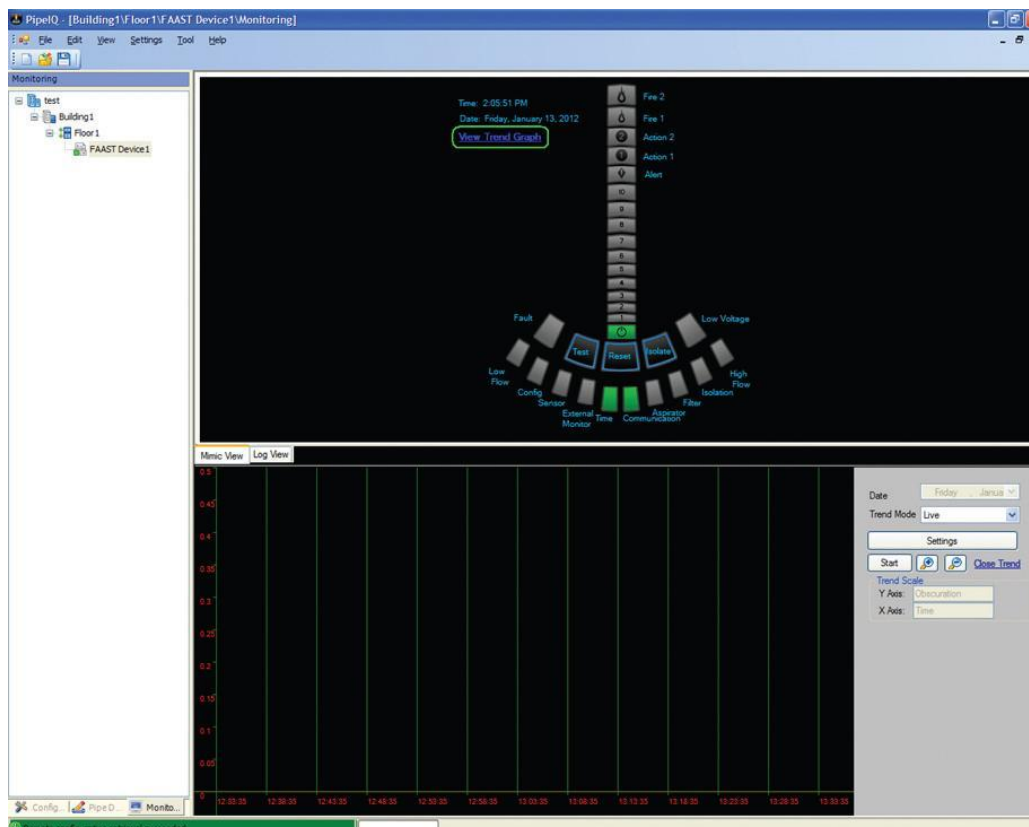 PipeIQ - [Building1\Floor1\FAAST Device1\Monitoring]
File Edit View Settings Tool Help
Monitoring
test
Building1
Floor1
FAAST Device1
Time: 2:05:51 PM
Date: Friday, January 13, 2012
View Trend Graph
Fire 2
Fire 1
2 Action 2
1 Action 1
Alert
10
9
8
7
6
5
4
3
2
1
Fault
Low Voltage
Test
Reset
Isolate
Low Flow
Config
Sensor
External Monitor
Time
Communication
Aspirator
Filter
Isolation
High Flow
Mimic View Log View
0.5
0.45
0.4
0.35
0.3
0.25
0.2
0.15
0.1
0.05
0
12:38:35 12:43:35 12:48:35 12:53:35 12:58:35 13:03:35 13:08:35 13:13:35 13:18:35 13:23:35 13:28:35 13:33:35
Date Friday , Janua
Trend Mode Live
Settings
Start Close Trend
Trend Scale
Y Axis: Obscuration
X Axis: Time
Config... Pipe D... Monito...